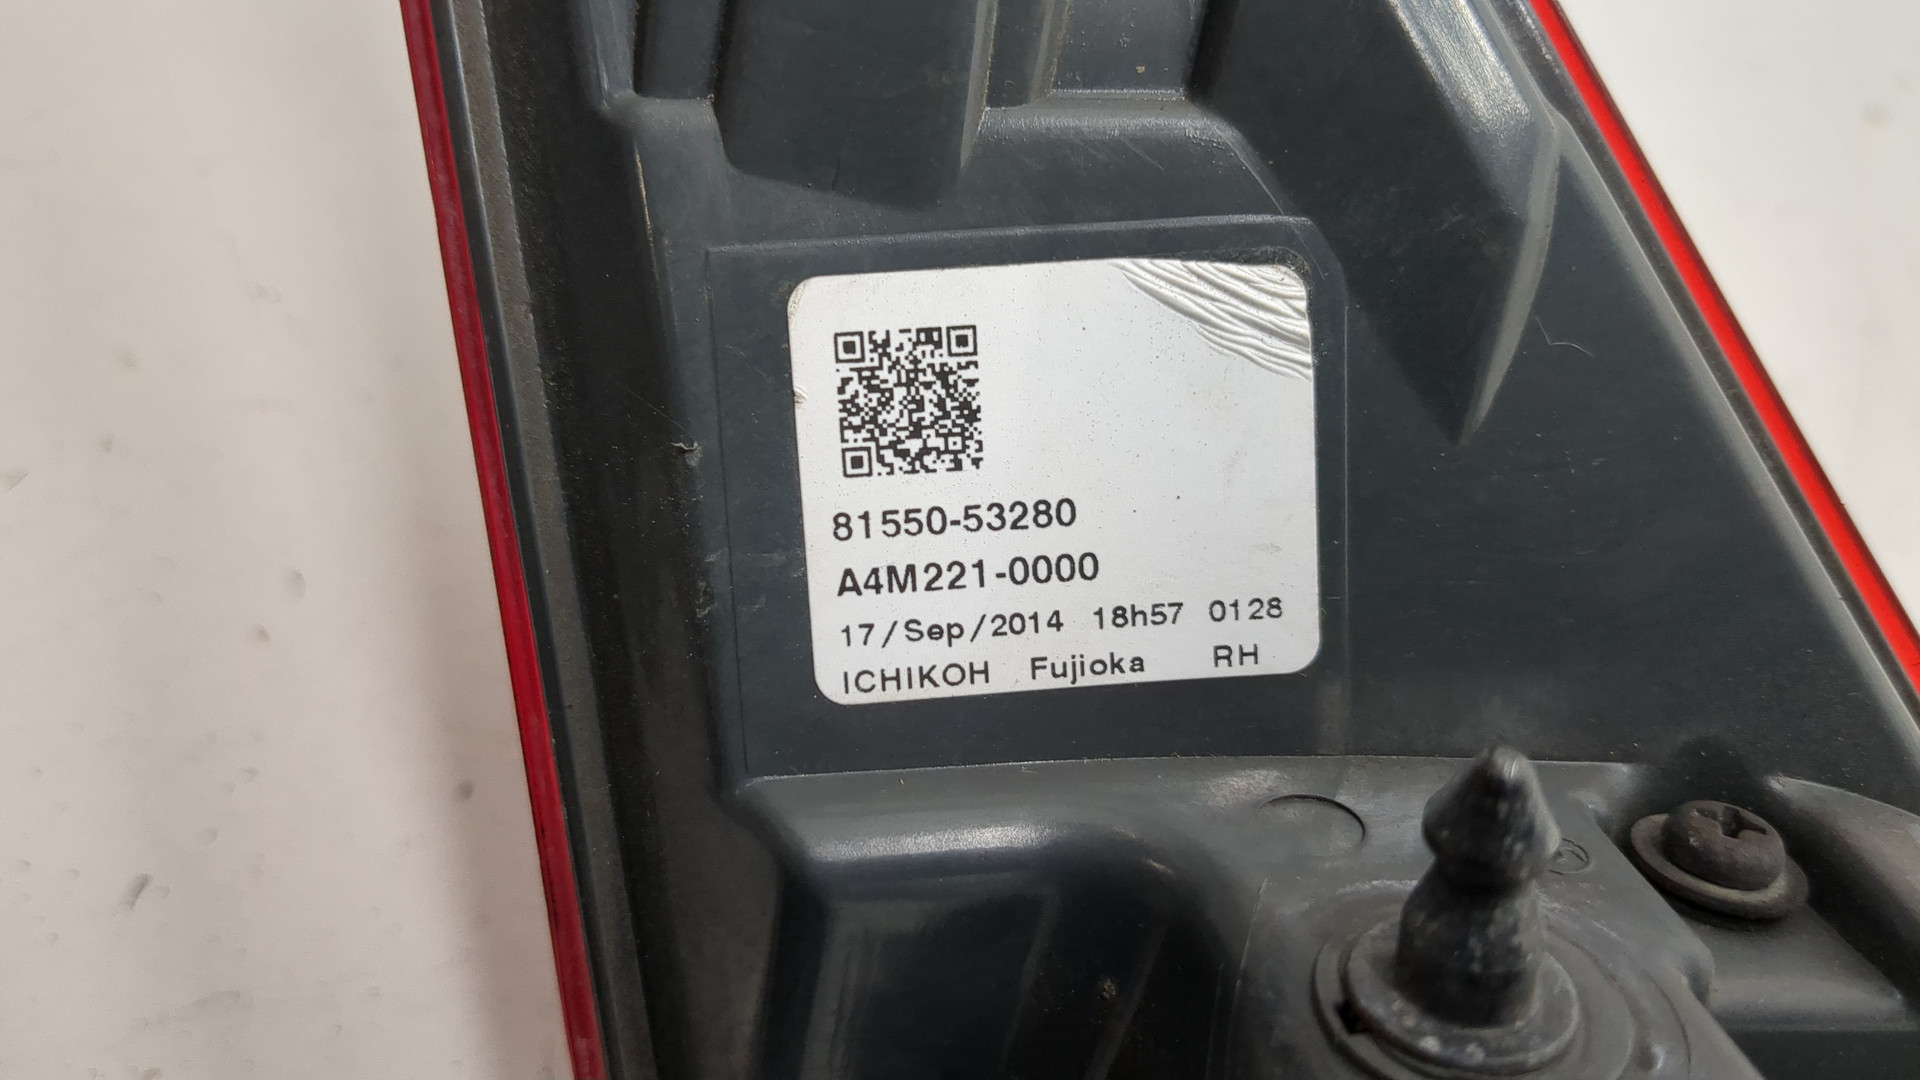 81550-53280
A4M221-0000
17/Sep/2014 18h57 0128
ICHIKOH Fujioka RH